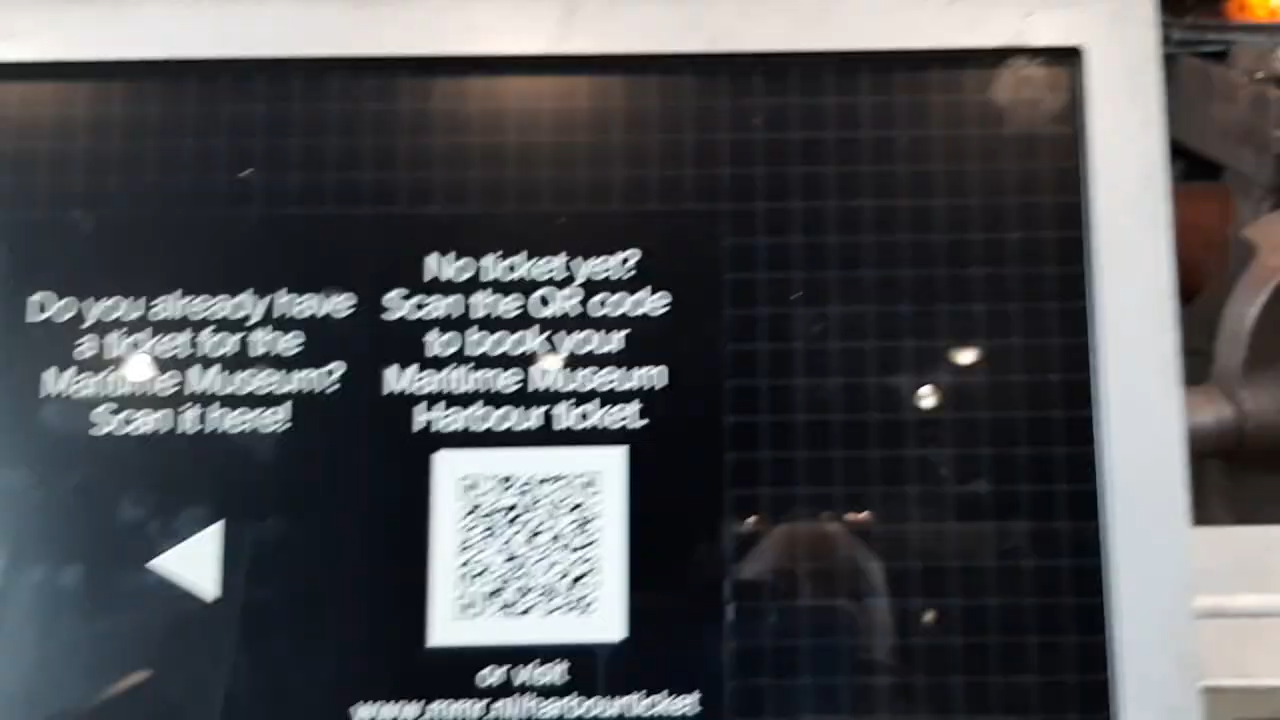 Do you already have
a ticket for the
Maritime Museum?
Scan it here!
No ticket yet?
Scan the QR code
to book your
Maritime Museum
Harbour ticket.
or visit
www.mmr.nl/harbourticket